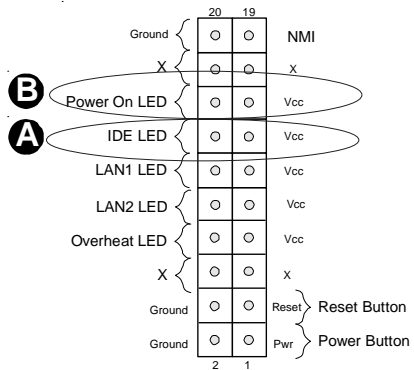 20 19
Ground NMI
X X
B
Power On LED Vcc
A
IDE LED Vcc
LAN1 LED Vcc
LAN2 LED Vcc
Overheat LED Vcc
X X
Ground Reset Reset Button
Ground Pwr Power Button
2 1